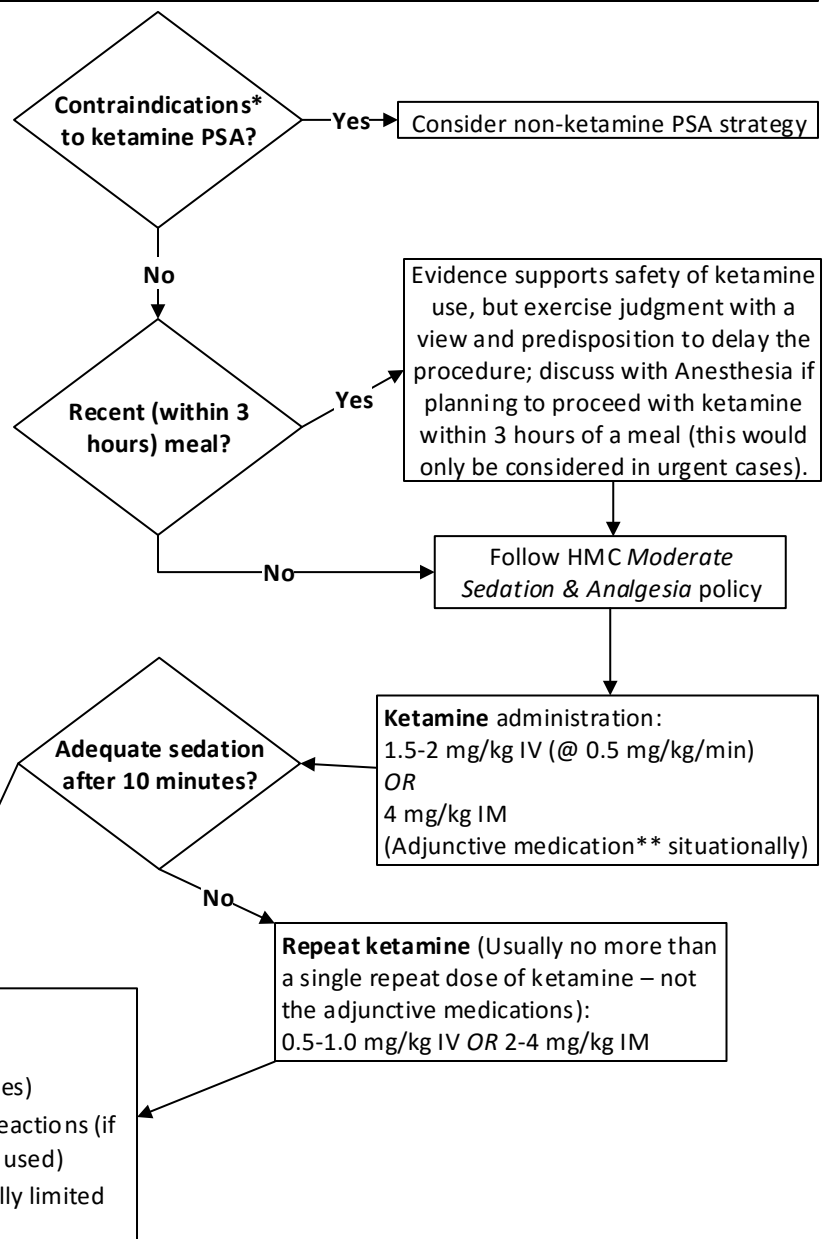 Contraindications*
to ketamine PSA?
Yes
Consider non-ketamine PSA strategy
No
Recent (within 3
hours) meal?
Yes
Evidence supports safety of ketamine
use, but exercise judgment with a
view and predisposition to delay the
procedure; discuss with Anesthesia if
planning to proceed with ketamine
within 3 hours of a meal (this would
only be considered in urgent cases).
No
Follow HMC Moderate
Sedation & Analgesia policy
Ketamine administration:
1.5-2 mg/kg IV (@ 0.5 mg/kg/min)
OR
4 mg/kg IM
(Adjunctive medication** situationally)
Adequate sedation
after 10 minutes?
No
Repeat ketamine (Usually no more than
a single repeat dose of ketamine – not
the adjunctive medications):
0.5-1.0 mg/kg IV OR 2-4 mg/kg IM
es)
eactions (if
used)
lly limited